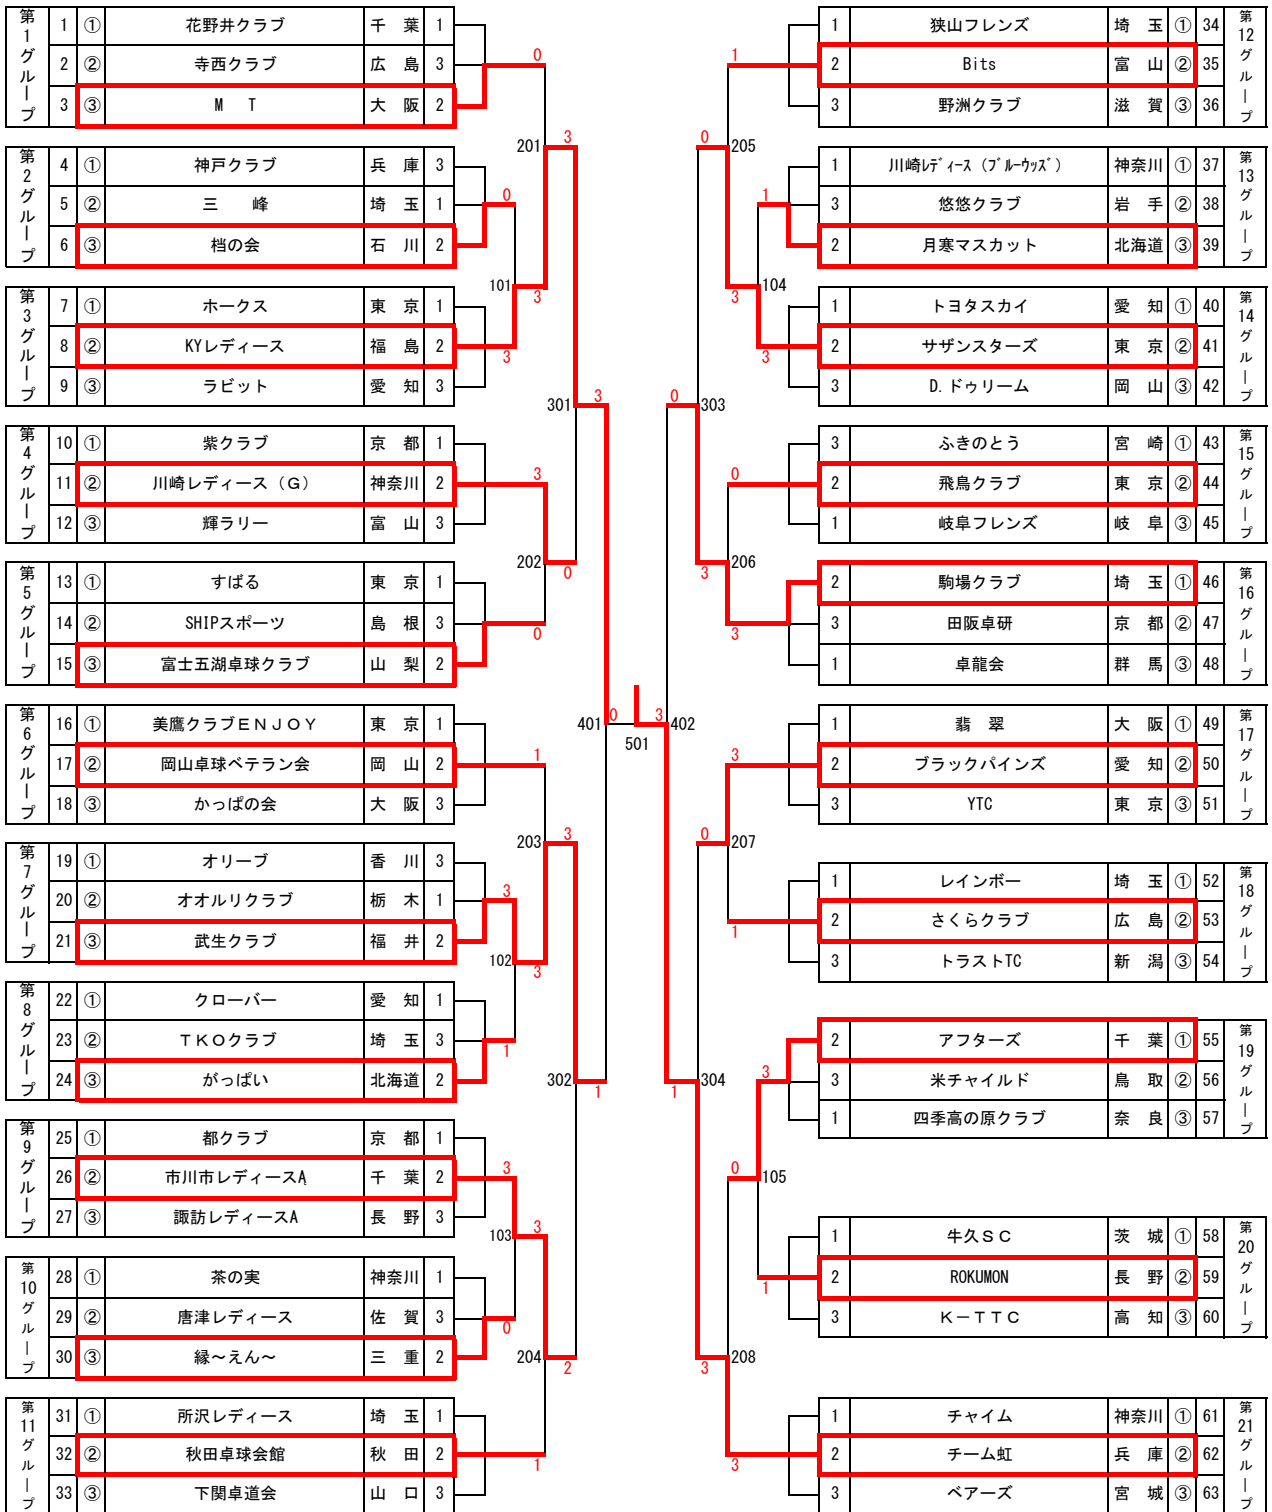 第1グループ
1 ① 花野井クラブ 千 葉 1
2 ② 寺西クラブ 広 島 3
3 ③ M T 大 阪 2
第2グループ
4 ① 神戸クラブ 兵 庫 3
5 ② 三 峰 埼 玉 1
6 ③ 档の会 石 川 2
第3グループ
7 ① ホークス 東 京 1
8 ② KYレディース 福 島 2
9 ③ ラビット 愛 知 3
第4グループ
10 ① 紫クラブ 京 都 1
11 ② 川崎レディース（G） 神奈川 2
12 ③ 輝ラリー 富 山 3
第5グループ
13 ① すばる 東 京 1
14 ② SHIPスポーツ 島 根 3
15 ③ 富士五湖卓球クラブ 山 梨 2
第6グループ
16 ① 美鷹クラブＥＮＪＯＹ 東 京 1
17 ② 岡山卓球ベテラン会 岡 山 2
18 ③ かっぱの会 大 阪 3
第7グループ
19 ① オリーブ 香 川 3
20 ② オオルリクラブ 栃 木 1
21 ③ 武生クラブ 福 井 2
第8グループ
22 ① クローバー 愛 知 1
23 ② ＴＫＯクラブ 埼 玉 3
24 ③ がっぱい 北海道 2
第9グループ
25 ① 都クラブ 京 都 1
26 ② 市川市レディースA 千 葉 2
27 ③ 諏訪レディースA 長 野 3
第10グループ
28 ① 茶の実 神奈川 1
29 ② 唐津レディース 佐 賀 3
30 ③ 縁～えん～ 三 重 2
第11グループ
31 ① 所沢レディース 埼 玉 1
32 ② 秋田卓球会館 秋 田 2
33 ③ 下関卓道会 山 口 3
0
201 3
0
101 3
3
301 3
3
202 0
0
401 0
1
203 3
3
102 3
1
302 1
3
103 3
0
204 2
1
501
1
0 205
1
3 104
3
0 303
0
3 206
3
3 402
3
0 207
1
1 304
3
0 105
1
3 208
3
1 狭山フレンズ 埼 玉 ① 34
2 Bits 富 山 ② 35
3 野洲クラブ 滋 賀 ③ 36
第12グループ
1 川崎ﾚﾃﾞｨｰｽ（ﾌﾞﾙｰｳｯｽﾞ） 神奈川 ① 37
3 悠悠クラブ 岩 手 ② 38
2 月寒マスカット 北海道 ③ 39
第13グループ
1 トヨタスカイ 愛 知 ① 40
2 サザンスターズ 東 京 ② 41
3 D.ドゥリーム 岡 山 ③ 42
第14グループ
3 ふきのとう 宮 崎 ① 43
2 飛鳥クラブ 東 京 ② 44
1 岐阜フレンズ 岐 阜 ③ 45
第15グループ
2 駒場クラブ 埼 玉 ① 46
3 田阪卓研 京 都 ② 47
1 卓龍会 群 馬 ③ 48
第16グループ
1 翡 翠 大 阪 ① 49
2 ブラックパインズ 愛 知 ② 50
3 YTC 東 京 ③ 51
第17グループ
1 レインボー 埼 玉 ① 52
2 さくらクラブ 広 島 ② 53
3 トラストTC 新 潟 ③ 54
第18グループ
2 アフターズ 千 葉 ① 55
3 米チャイルド 鳥 取 ② 56
1 四季高の原クラブ 奈 良 ③ 57
第19グループ
1 牛久ＳＣ 茨 城 ① 58
2 ROKUMON 長 野 ② 59
3 Ｋ－ＴＴＣ 高 知 ③ 60
第20グループ
1 チャイム 神奈川 ① 61
2 チーム虹 兵 庫 ② 62
3 ベアーズ 宮 城 ③ 63
第21グループ